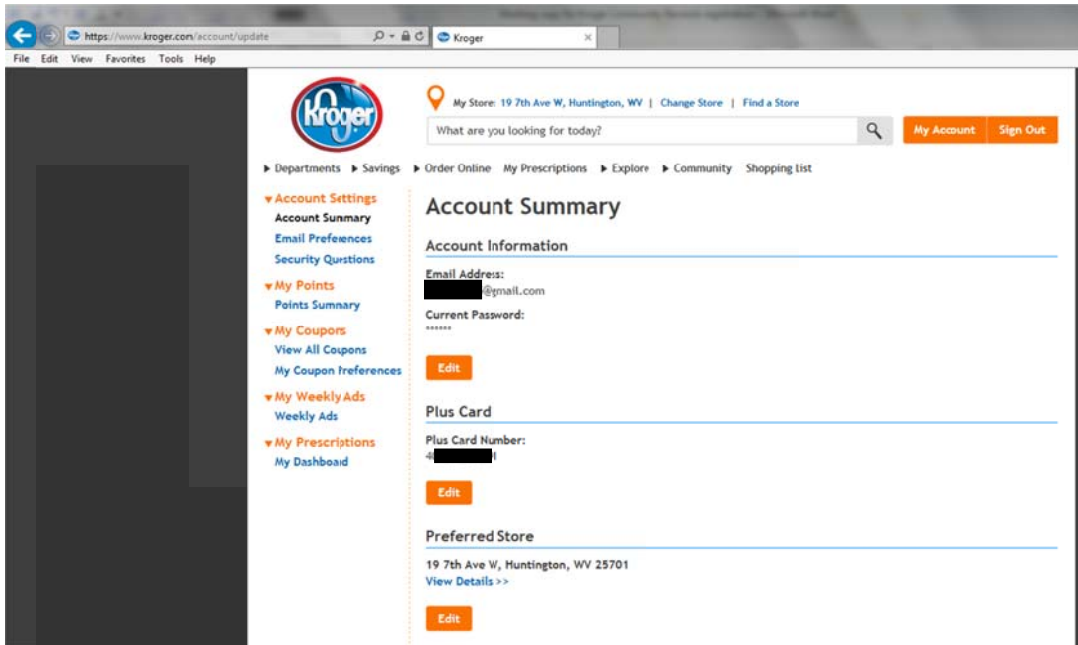 https://www.kroger.com/account/update
Kroger
File Edit View Favorites Tools Help
Kroger
My Store: 19 7th Ave W, Huntington, WV | Change Store | Find a Store
What are you looking for today?
My Account Sign Out
Departments Savings Order Online My Prescriptions Explore Community Shopping List
Account Settings
Account Summary
Email Preferences
Security Questions
My Points
Points Summary
My Coupons
View All Coupons
My Coupon Preferences
My Weekly Ads
Weekly Ads
My Prescriptions
My Dashboard
Account Summary
Account Information
Email Address:
@gmail.com
Current Password:
******
Edit
Plus Card
Plus Card Number:
Edit
Preferred Store
19 7th Ave W, Huntington, WV 25701
View Details >>
Edit